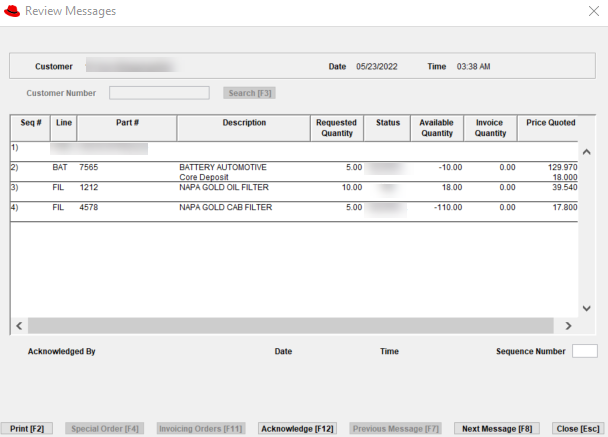 Review Messages
Customer Date 05/23/2022 Time 03:38 AM
Customer Number Search [F3]
Seq # Line Part # Description Requested Quantity Status Available Quantity Invoice Quantity Price Quoted
1)
2) BAT 7565 BATTERY AUTOMOTIVE 5.00 -10.00 0.00 129.970
Core Deposit 18.000
3) FIL 1212 NAPA GOLD OIL FILTER 10.00 18.00 0.00 39.540
4) FIL 4578 NAPA GOLD CAB FILTER 5.00 -110.00 0.00 17.800
Acknowledged By Date Time Sequence Number
Print [F2] Special Order [F4] Invoicing Orders [F11] Acknowledge [F12] Previous Message [F7] Next Message [F8] Close [Esc]